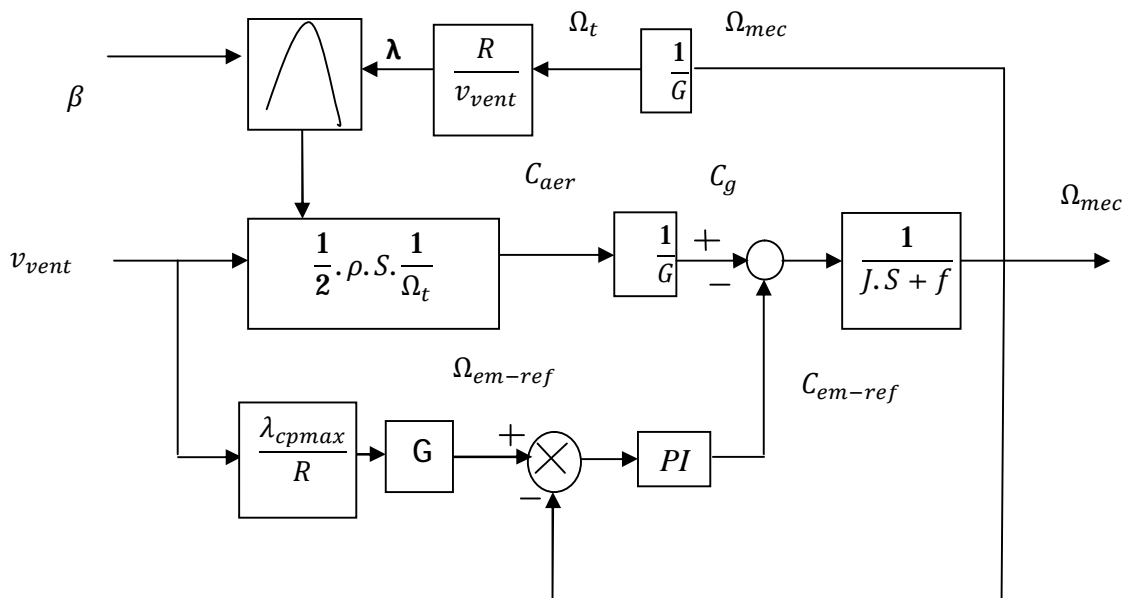 Ω_t Ω_mec
β λ R/v_vent 1/G
C_aer C_g Ω_mec
v_vent 1/2 . ρ. S. 1/Ω_t 1/G + − 1/(J. S + f)
Ω_em−ref C_em−ref
λ_cpmax/R G + − PI